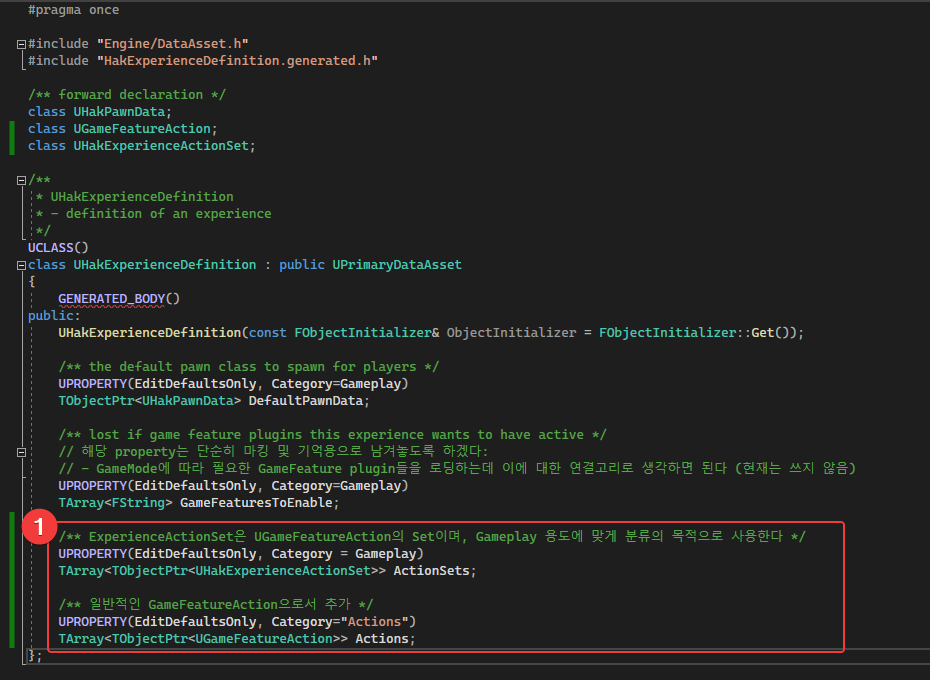 #pragma once
#include "Engine/DataAsset.h"
#include "HakExperienceDefinition.generated.h"
/** forward declaration */
class UHakPawnData;
class UGameFeatureAction;
class UHakExperienceActionSet;
/**
* UHakExperienceDefinition
* - definition of an experience
*/
UCLASS()
class UHakExperienceDefinition : public UPrimaryDataAsset
{
GENERATED_BODY()
public:
UHakExperienceDefinition(const FObjectInitializer& ObjectInitializer = FObjectInitializer::Get());
/** the default pawn class to spawn for players */
UPROPERTY(EditDefaultsOnly, Category=Gameplay)
TObjectPtr<UHakPawnData> DefaultPawnData;
/** lost if game feature plugins this experience wants to have active */
// 해당 property는 단순히 마킹 및 기억용으로 남겨놓도록 하겠다:
// - GameMode에 따라 필요한 GameFeature plugin들을 로딩하는데 이에 대한 연결고리로 생각하면 된다 (현재는 쓰지 않음)
UPROPERTY(EditDefaultsOnly, Category=Gameplay)
TArray<FString> GameFeaturesToEnable;
1
/** ExperienceActionSet은 UGameFeatureAction의 Set이며, Gameplay 용도에 맞게 분류의 목적으로 사용한다 */
UPROPERTY(EditDefaultsOnly, Category = Gameplay)
TArray<TObjectPtr<UHakExperienceActionSet>> ActionSets;
/** 일반적인 GameFeatureAction으로서 추가 */
UPROPERTY(EditDefaultsOnly, Category="Actions")
TArray<TObjectPtr<UGameFeatureAction>> Actions;
};